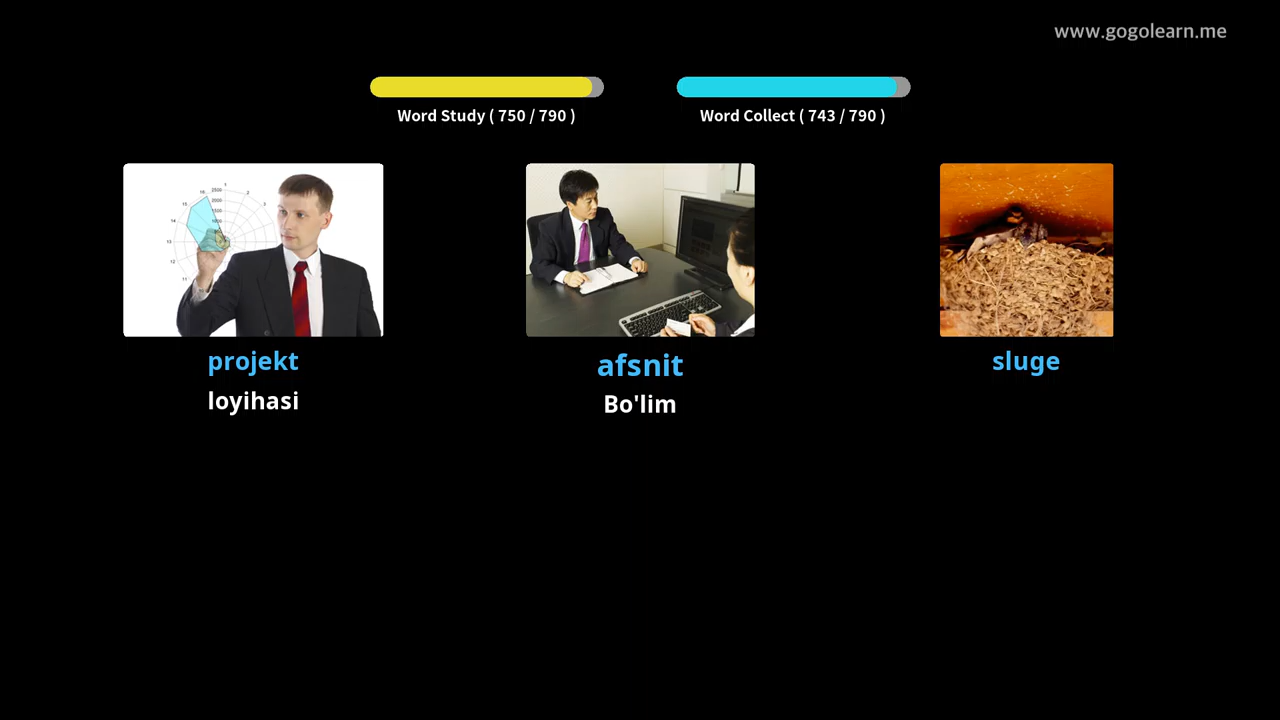 www.gogolearn.me
Word Study ( 750 / 790 )
Word Collect ( 743 / 790 )
projekt
loyihasi
afsnit
Bo'lim
sluge